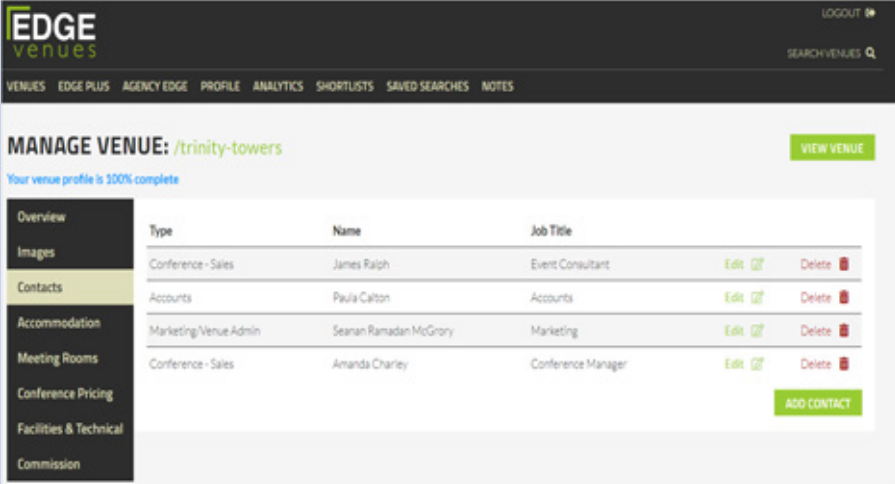 EDGE
venues
LOGOUT
SEARCH VENUES
VENUES EDGE PLUS AGENCY EDGE PROFILE ANALYTICS SHORTLISTS SAVED SEARCHES NOTES
MANAGE VENUE: /trinity-towers
VIEW VENUE
Your venue profile is 100% complete
Overview
Images
Contacts
Accommodation
Meeting Rooms
Conference Pricing
Facilities & Technical
Commission
Type Name Job Title
Conference - Sales James Ralph Event Consultant Edit Delete
Accounts Paula Calton Accounts Edit Delete
Marketing/Venue Admin Seanan Ramadan McGrory Marketing Edit Delete
Conference - Sales Amanda Charley Conference Manager Edit Delete
ADD CONTACT